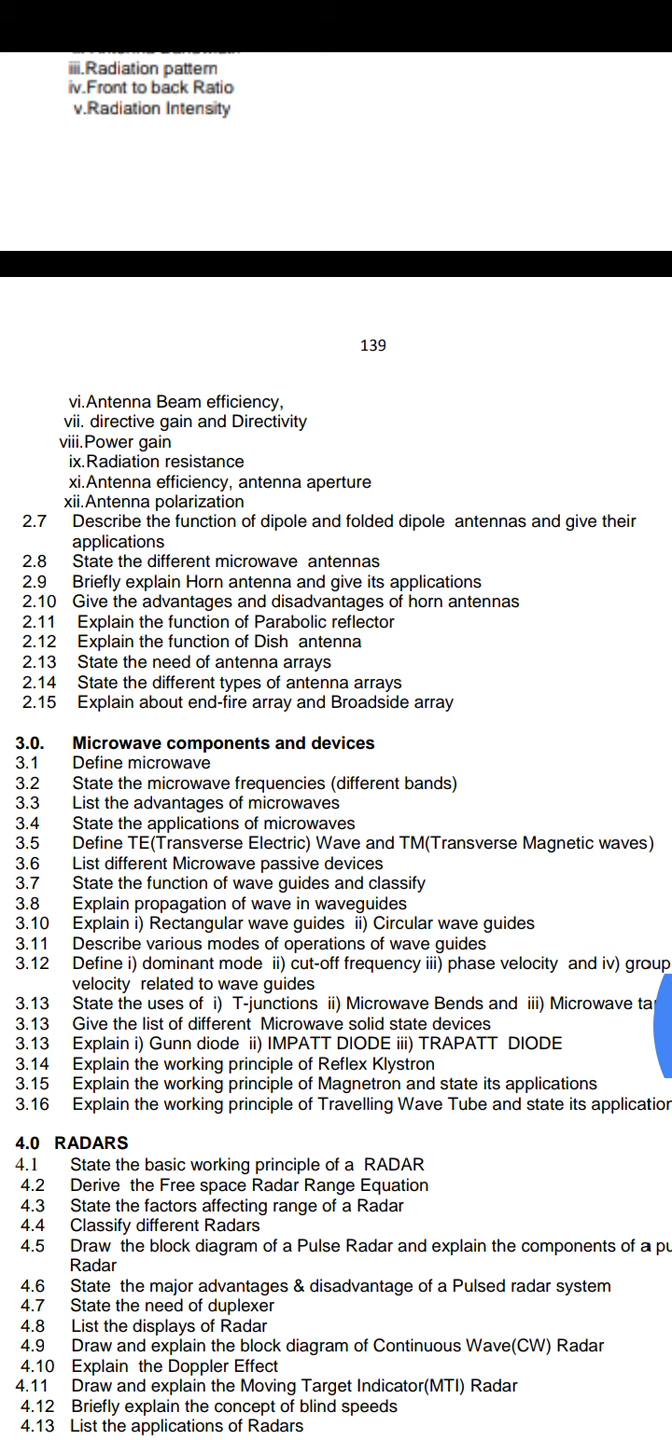 iii.Radiation pattern
iv.Front to back Ratio
v.Radiation Intensity
139
vi.Antenna Beam efficiency,
vii. directive gain and Directivity
viii.Power gain
ix.Radiation resistance
xi.Antenna efficiency, antenna aperture
xii.Antenna polarization
2.7 Describe the function of dipole and folded dipole antennas and give their
applications
2.8 State the different microwave antennas
2.9 Briefly explain Horn antenna and give its applications
2.10 Give the advantages and disadvantages of horn antennas
2.11 Explain the function of Parabolic reflector
2.12 Explain the function of Dish antenna
2.13 State the need of antenna arrays
2.14 State the different types of antenna arrays
2.15 Explain about end-fire array and Broadside array
3.0. Microwave components and devices
3.1 Define microwave
3.2 State the microwave frequencies (different bands)
3.3 List the advantages of microwaves
3.4 State the applications of microwaves
3.5 Define TE(Transverse Electric) Wave and TM(Transverse Magnetic waves)
3.6 List different Microwave passive devices
3.7 State the function of wave guides and classify
3.8 Explain propagation of wave in waveguides
3.10 Explain i) Rectangular wave guides ii) Circular wave guides
3.11 Describe various modes of operations of wave guides
3.12 Define i) dominant mode ii) cut-off frequency iii) phase velocity and iv) group
velocity related to wave guides
3.13 State the uses of i) T-junctions ii) Microwave Bends and iii) Microwave
3.13 Give the list of different Microwave solid state devices
3.13 Explain i) Gunn diode ii) IMPATT DIODE iii) TRAPATT DIODE
3.14 Explain the working principle of Reflex Klystron
3.15 Explain the working principle of Magnetron and state its applications
3.16 Explain the working principle of Travelling Wave Tube and state its
4.0 RADARS
4.1 State the basic working principle of a RADAR
4.2 Derive the Free space Radar Range Equation
4.3 State the factors affecting range of a Radar
4.4 Classify different Radars
4.5 Draw the block diagram of a Pulse Radar and explain the components of a
Radar
4.6 State the major advantages & disadvantage of a Pulsed radar system
4.7 State the need of duplexer
4.8 List the displays of Radar
4.9 Draw and explain the block diagram of Continuous Wave(CW) Radar
4.10 Explain the Doppler Effect
4.11 Draw and explain the Moving Target Indicator(MTI) Radar
4.12 Briefly explain the concept of blind speeds
4.13 List the applications of Radars